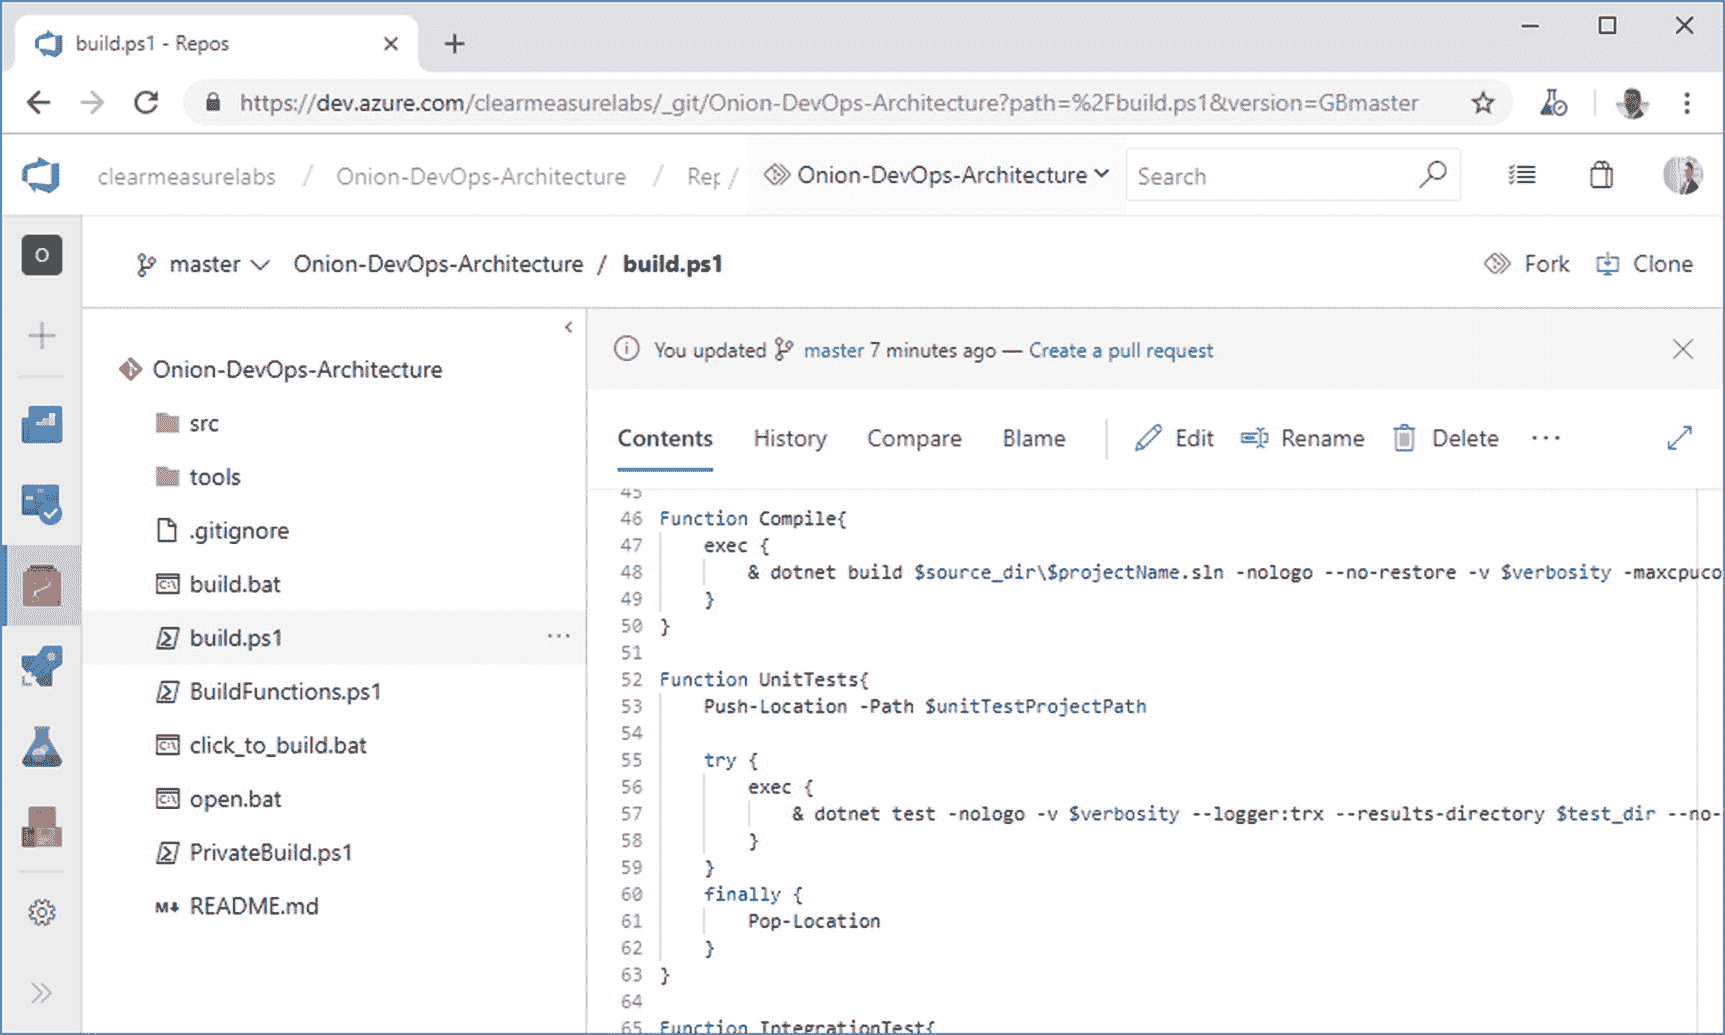 build.ps1 - Repos
https://dev.azure.com/clearmeasurelabs/_git/Onion-DevOps-Architecture?path=%2Fbuild.ps1&version=GBmaster
clearmeasurelabs / Onion-DevOps-Architecture / Rep / Onion-DevOps-Architecture Search
O
master Onion-DevOps-Architecture / build.ps1 Fork Clone
Onion-DevOps-Architecture
src
tools
.gitignore
build.bat
build.ps1 ...
BuildFunctions.ps1
click_to_build.bat
open.bat
PrivateBuild.ps1
M↓ README.md
You updated master 7 minutes ago — Create a pull request
Contents History Compare Blame Edit Rename Delete ...
45
46 Function Compile{
47 exec {
48 & dotnet build $source_dir\$projectName.sln -nologo --no-restore -v $verbosity -maxcpuco
49 }
50 }
51
52 Function UnitTests{
53 Push-Location -Path $unitTestProjectPath
54
55 try {
56 exec {
57 & dotnet test -nologo -v $verbosity --logger:trx --results-directory $test_dir --no-
58 }
59 }
60 finally {
61 Pop-Location
62 }
63 }
64
65 Function IntegrationTest{